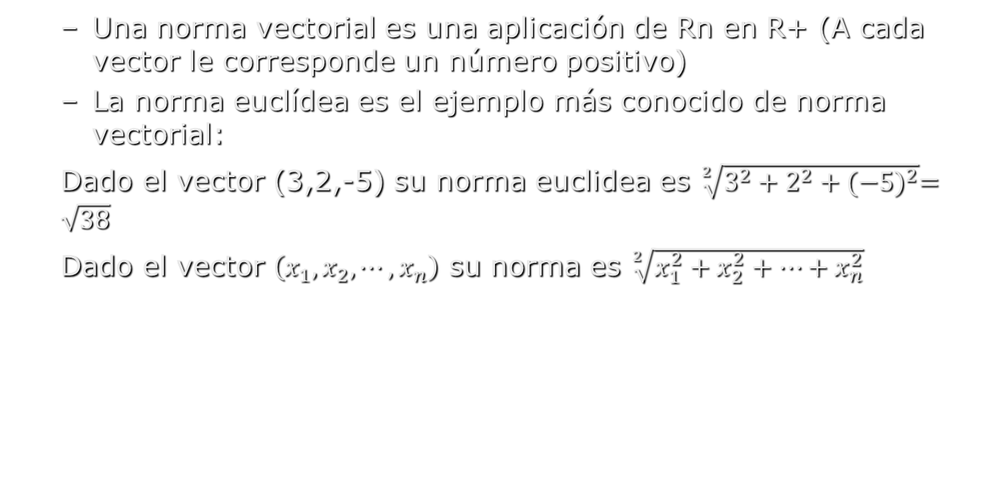 – Una norma vectorial es una aplicación de Rn en R+ (A cada
vector le corresponde un número positivo)
– La norma euclídea es el ejemplo más conocido de norma
vectorial:
Dado el vector (3,2,-5) su norma euclidea es $\sqrt[2]{3^2 + 2^2 + (-5)^2}$=
$\sqrt{38}$
Dado el vector $(x_1, x_2, \cdots, x_n)$ su norma es $\sqrt[2]{x_1^2 + x_2^2 + \cdots + x_n^2}$